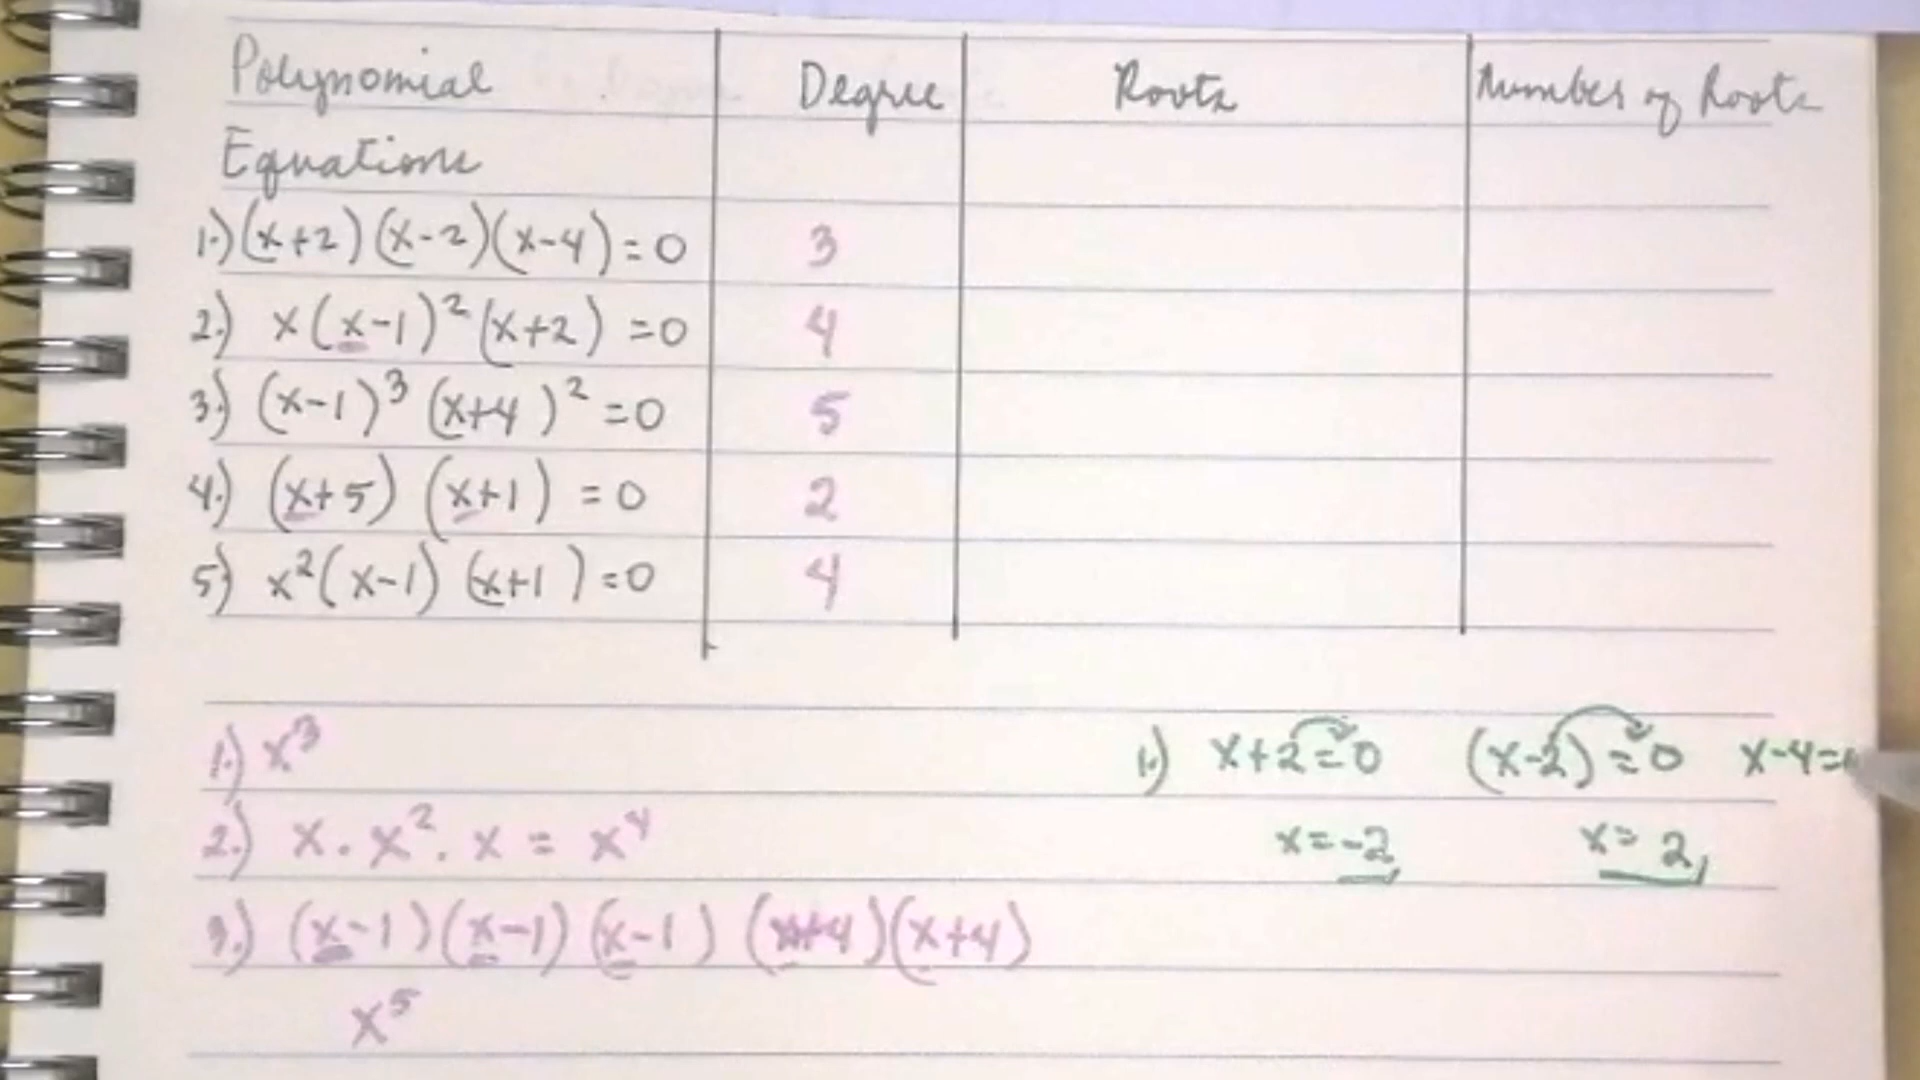 Polynomial Degree Roots Number of Roots
Equations
1.) (x+2)(x-2)(x-4)=0 3
2.) x(x-1)²(x+2)=0 4
3.) (x-1)³(x+4)²=0 5
4.) (x+5)(x+1)=0 2
5.) x²(x-1)(x+1)=0 4
1.) x³ 1.) x+2=0 (x-2)=0 x-4=
2.) x.x².x = x⁴ x=-2 x=2
3.) (x-1)(x-1)(x-1)(x+4)(x+4)
x⁵